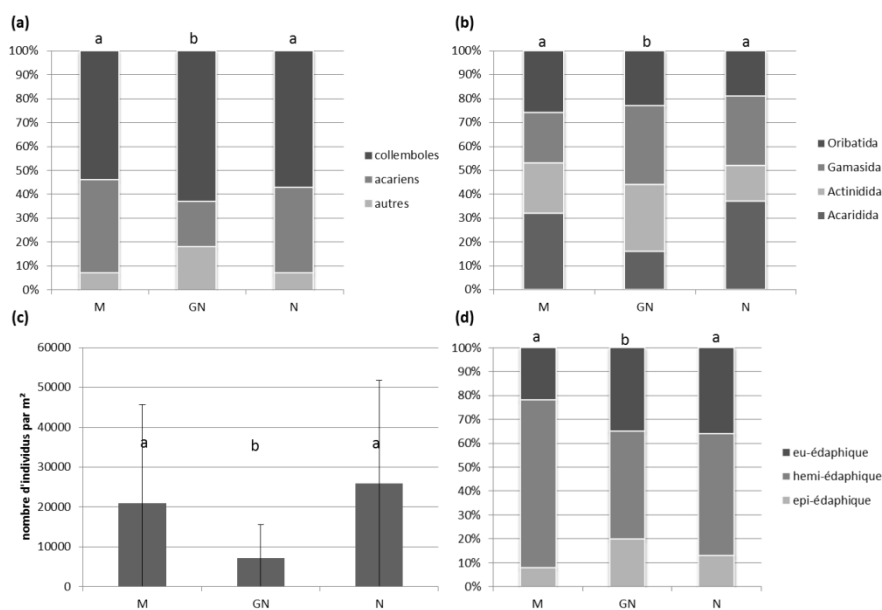 (a)
a b a
100%
90%
80%
70%
60%
50%
40%
30%
20%
10%
0%
M GN N
collemboles
acariens
autres
(b)
a b a
100%
90%
80%
70%
60%
50%
40%
30%
20%
10%
0%
M GN N
Oribatida
Gamasida
Actinidida
Acaridida
(c)
nombre d'individus par m²
60000
50000
40000
30000
20000
10000
0
a b a
M GN N
(d)
a b a
100%
90%
80%
70%
60%
50%
40%
30%
20%
10%
0%
M GN N
eu-édaphique
hemi-édaphique
epi-édaphique